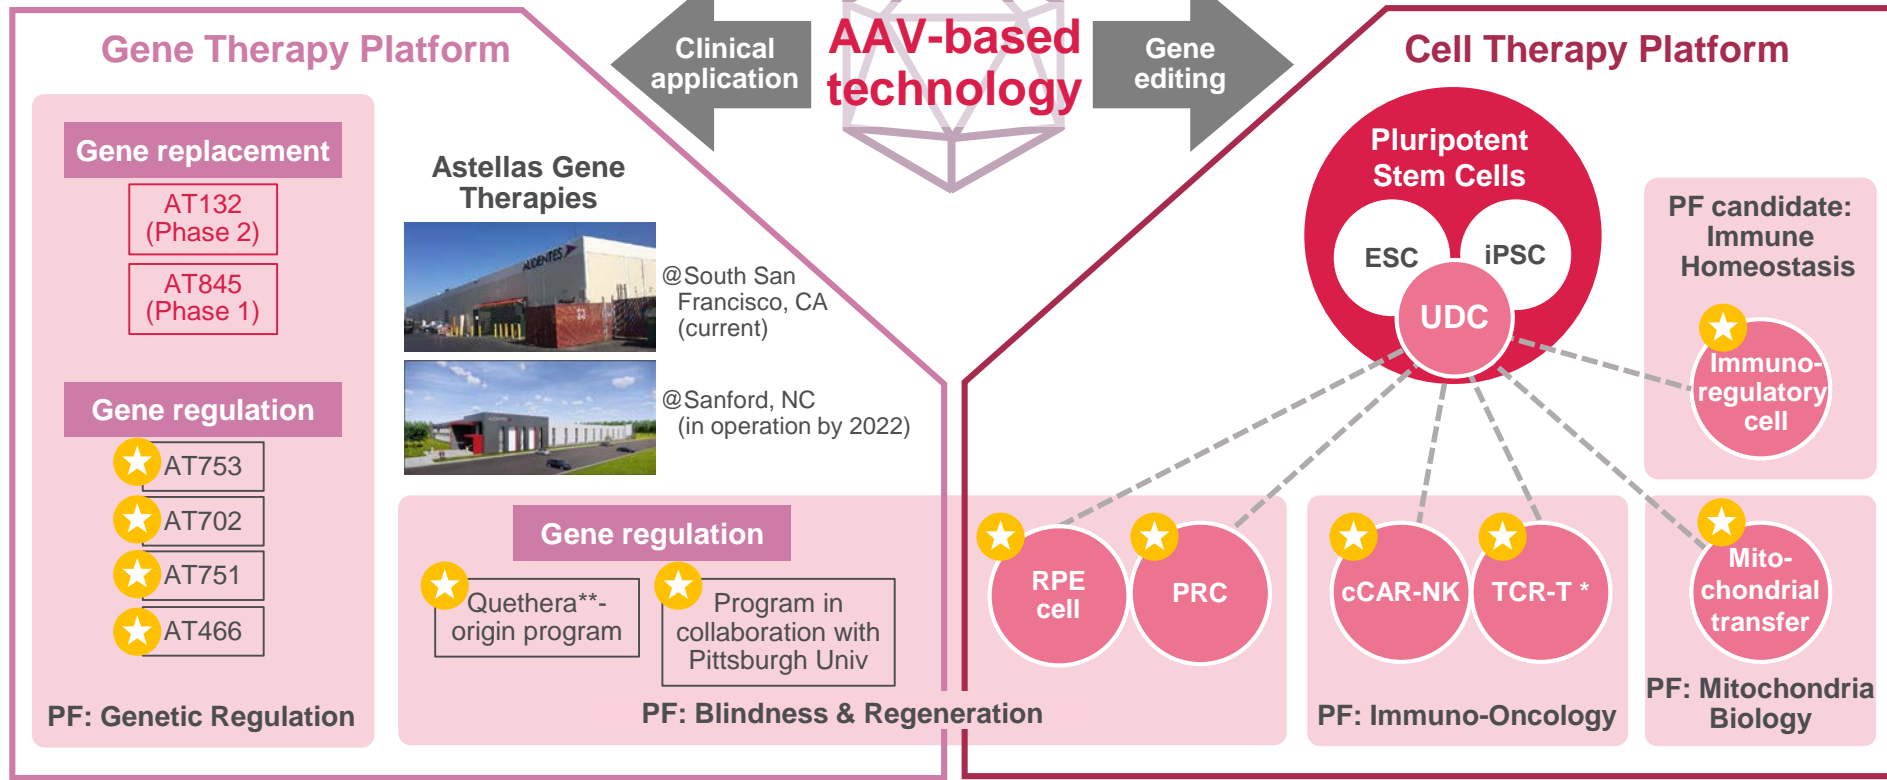 Gene Therapy Platform
Clinical
application
AAV-based
technology
Gene
editing
Cell Therapy Platform
Gene replacement
AT132
(Phase 2)
AT845
(Phase 1)
Gene regulation
AT753
AT702
AT751
AT466
PF: Genetic Regulation
Astellas Gene
Therapies
AUDENTES
@South San
Francisco, CA
(current)
@Sanford, NC
(in operation by 2022)
Gene regulation
Quethera**-
origin program
Program in
collaboration with
Pittsburgh Univ
PF: Blindness & Regeneration
Pluripotent
Stem Cells
ESC
iPSC
UDC
RPE
cell
PRC
cCAR-NK
TCR-T *
PF: Immuno-Oncology
PF candidate:
Immune
Homeostasis
Immuno-
regulatory
cell
Mito-
chondrial
transfer
PF: Mitochondria
Biology